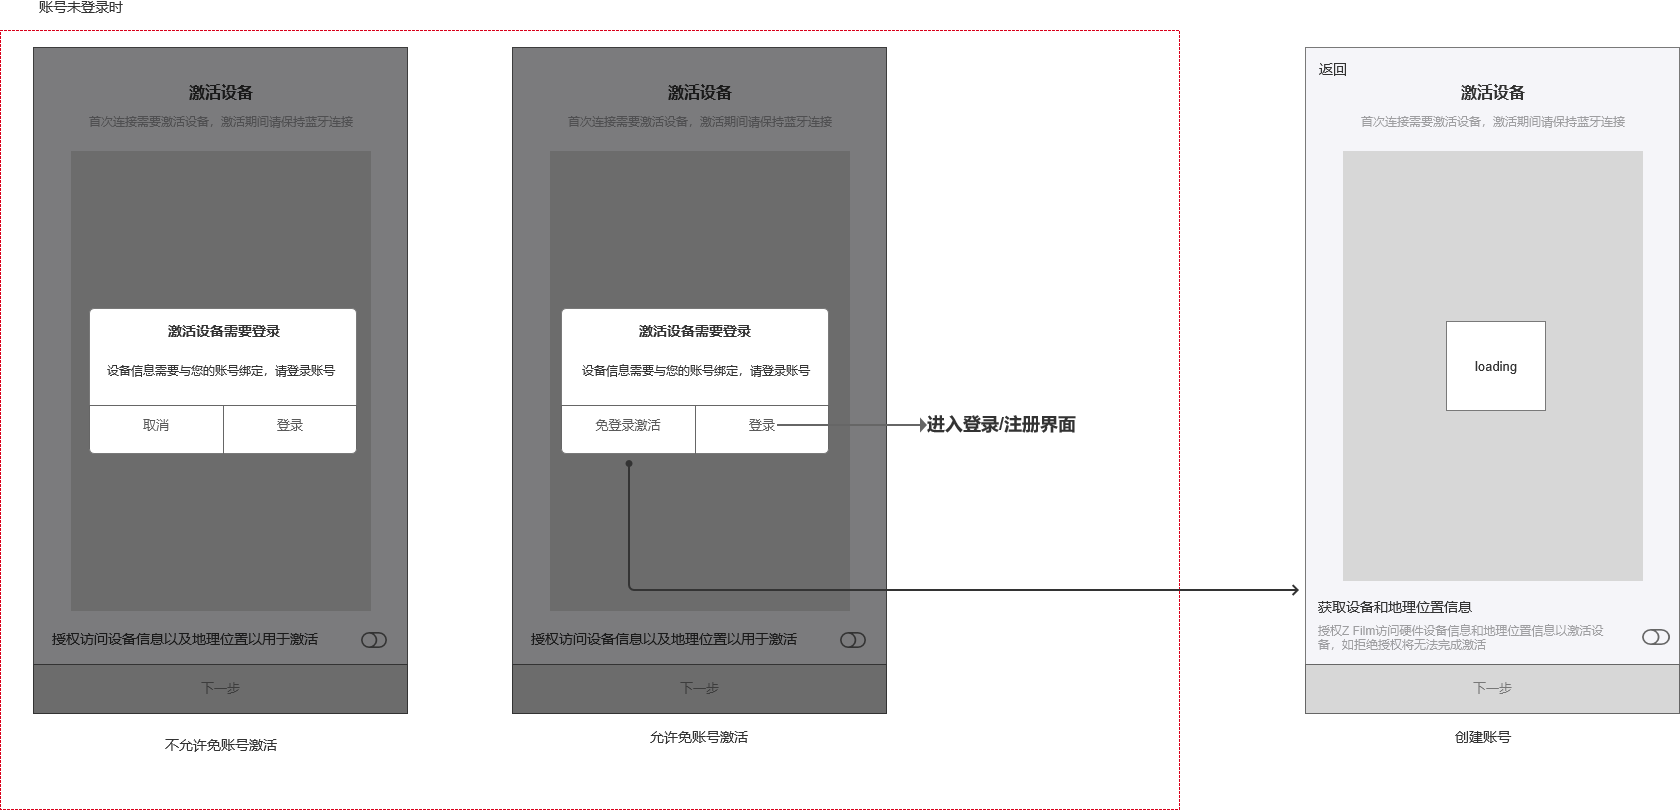 账号未登录时
激活设备
首次连接需要激活设备，激活期间请保持蓝牙连接
激活设备需要登录
设备信息需要与您的账号绑定，请登录账号
取消
登录
授权访问设备信息以及地理位置以用于激活
下一步
不允许免账号激活
激活设备
首次连接需要激活设备，激活期间请保持蓝牙连接
激活设备需要登录
设备信息需要与您的账号绑定，请登录账号
免登录激活
登录
进入登录/注册界面
授权访问设备信息以及地理位置以用于激活
下一步
允许免账号激活
返回
激活设备
首次连接需要激活设备，激活期间请保持蓝牙连接
loading
获取设备和地理位置信息
授权Z Film访问硬件设备信息和地理位置信息以激活设
备，如拒绝授权将无法完成激活
下一步
创建账号